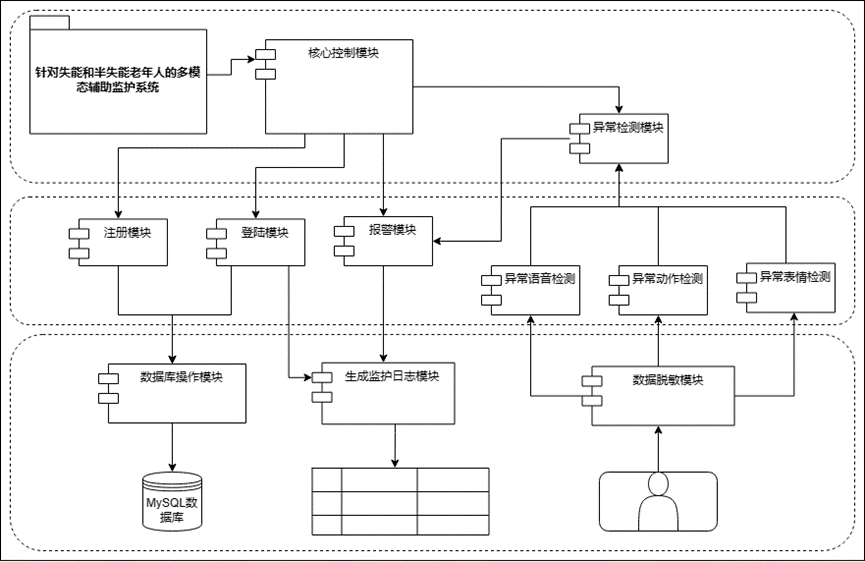 针对失能和半失能老年人的多模
态辅助监护系统
核心控制模块
异常检测模块
注册模块
登陆模块
报警模块
异常语音检测
异常动作检测
异常表情检测
数据库操作模块
生成监护日志模块
数据脱敏模块
MySQL数
据库